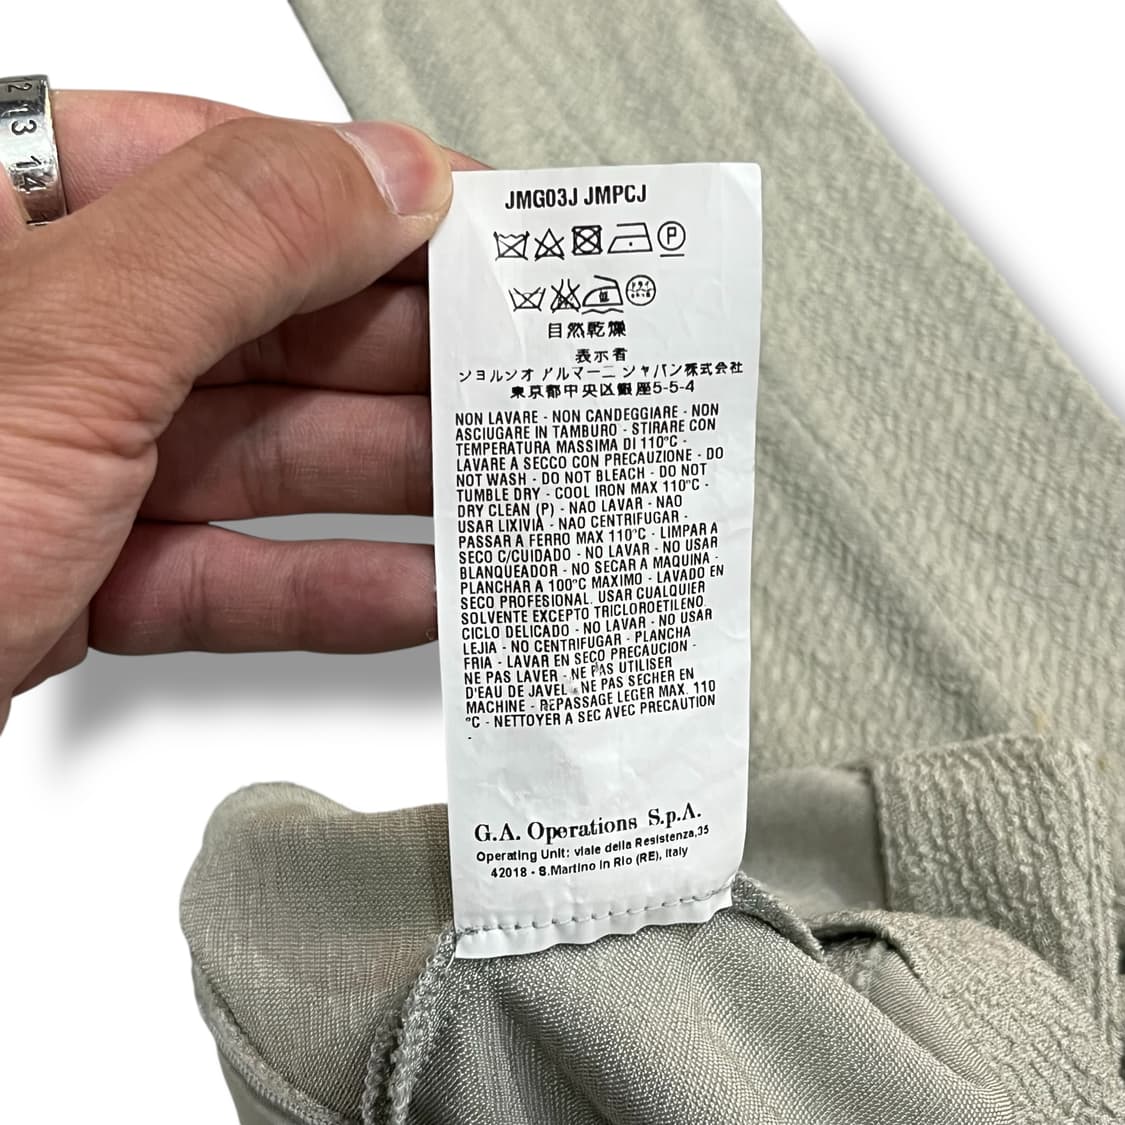 12
13
14
JMG03J JMPCJ
P
自然乾燥
表示者
ジョルジオ アルマーニ ジャパン株式会社
東京都中央区銀座5-5-4
NON LAVARE - NON CANDEGGIARE - NON
ASCIUGARE IN TAMBURO - STIRARE CON
TEMPERATURA MASSIMA DI 110°C -
LAVARE A SECCO CON PRECAUZIONE - DO
NOT WASH - DO NOT BLEACH - DO NOT
TUMBLE DRY - COOL IRON MAX 110°C -
DRY CLEAN (P) - NAO LAVAR - NAO
USAR LIXIVIA - NAO CENTRIFUGAR -
PASSAR A FERRO MAX 110°C - LIMPAR A
SECO C/CUIDADO - NO LAVAR - NO USAR
BLANQUEADOR - NO SECAR A MAQUINA -
PLANCHAR A 100°C MAXIMO - LAVADO EN
SECO PROFESIONAL. USAR CUALQUIER
SOLVENTE EXCEPTO TRICLOROETILENO.
CICLO DELICADO - NO LAVAR - NO USAR
LEJIA - NO CENTRIFUGAR - PLANCHA
FRIA - LAVAR EN SECO PRECAUCION -
NE PAS LAVER - NE PAS UTILISER
D'EAU DE JAVEL - NE PAS SECHER EN
MACHINE - REPASSAGE LEGER MAX. 110
°C - NETTOYER A SEC AVEC PRECAUTION
-
G.A. Operations S.p.A.
Operating Unit: viale della Resistenza,35
42018 - S.Martino in Rio (RE), Italy